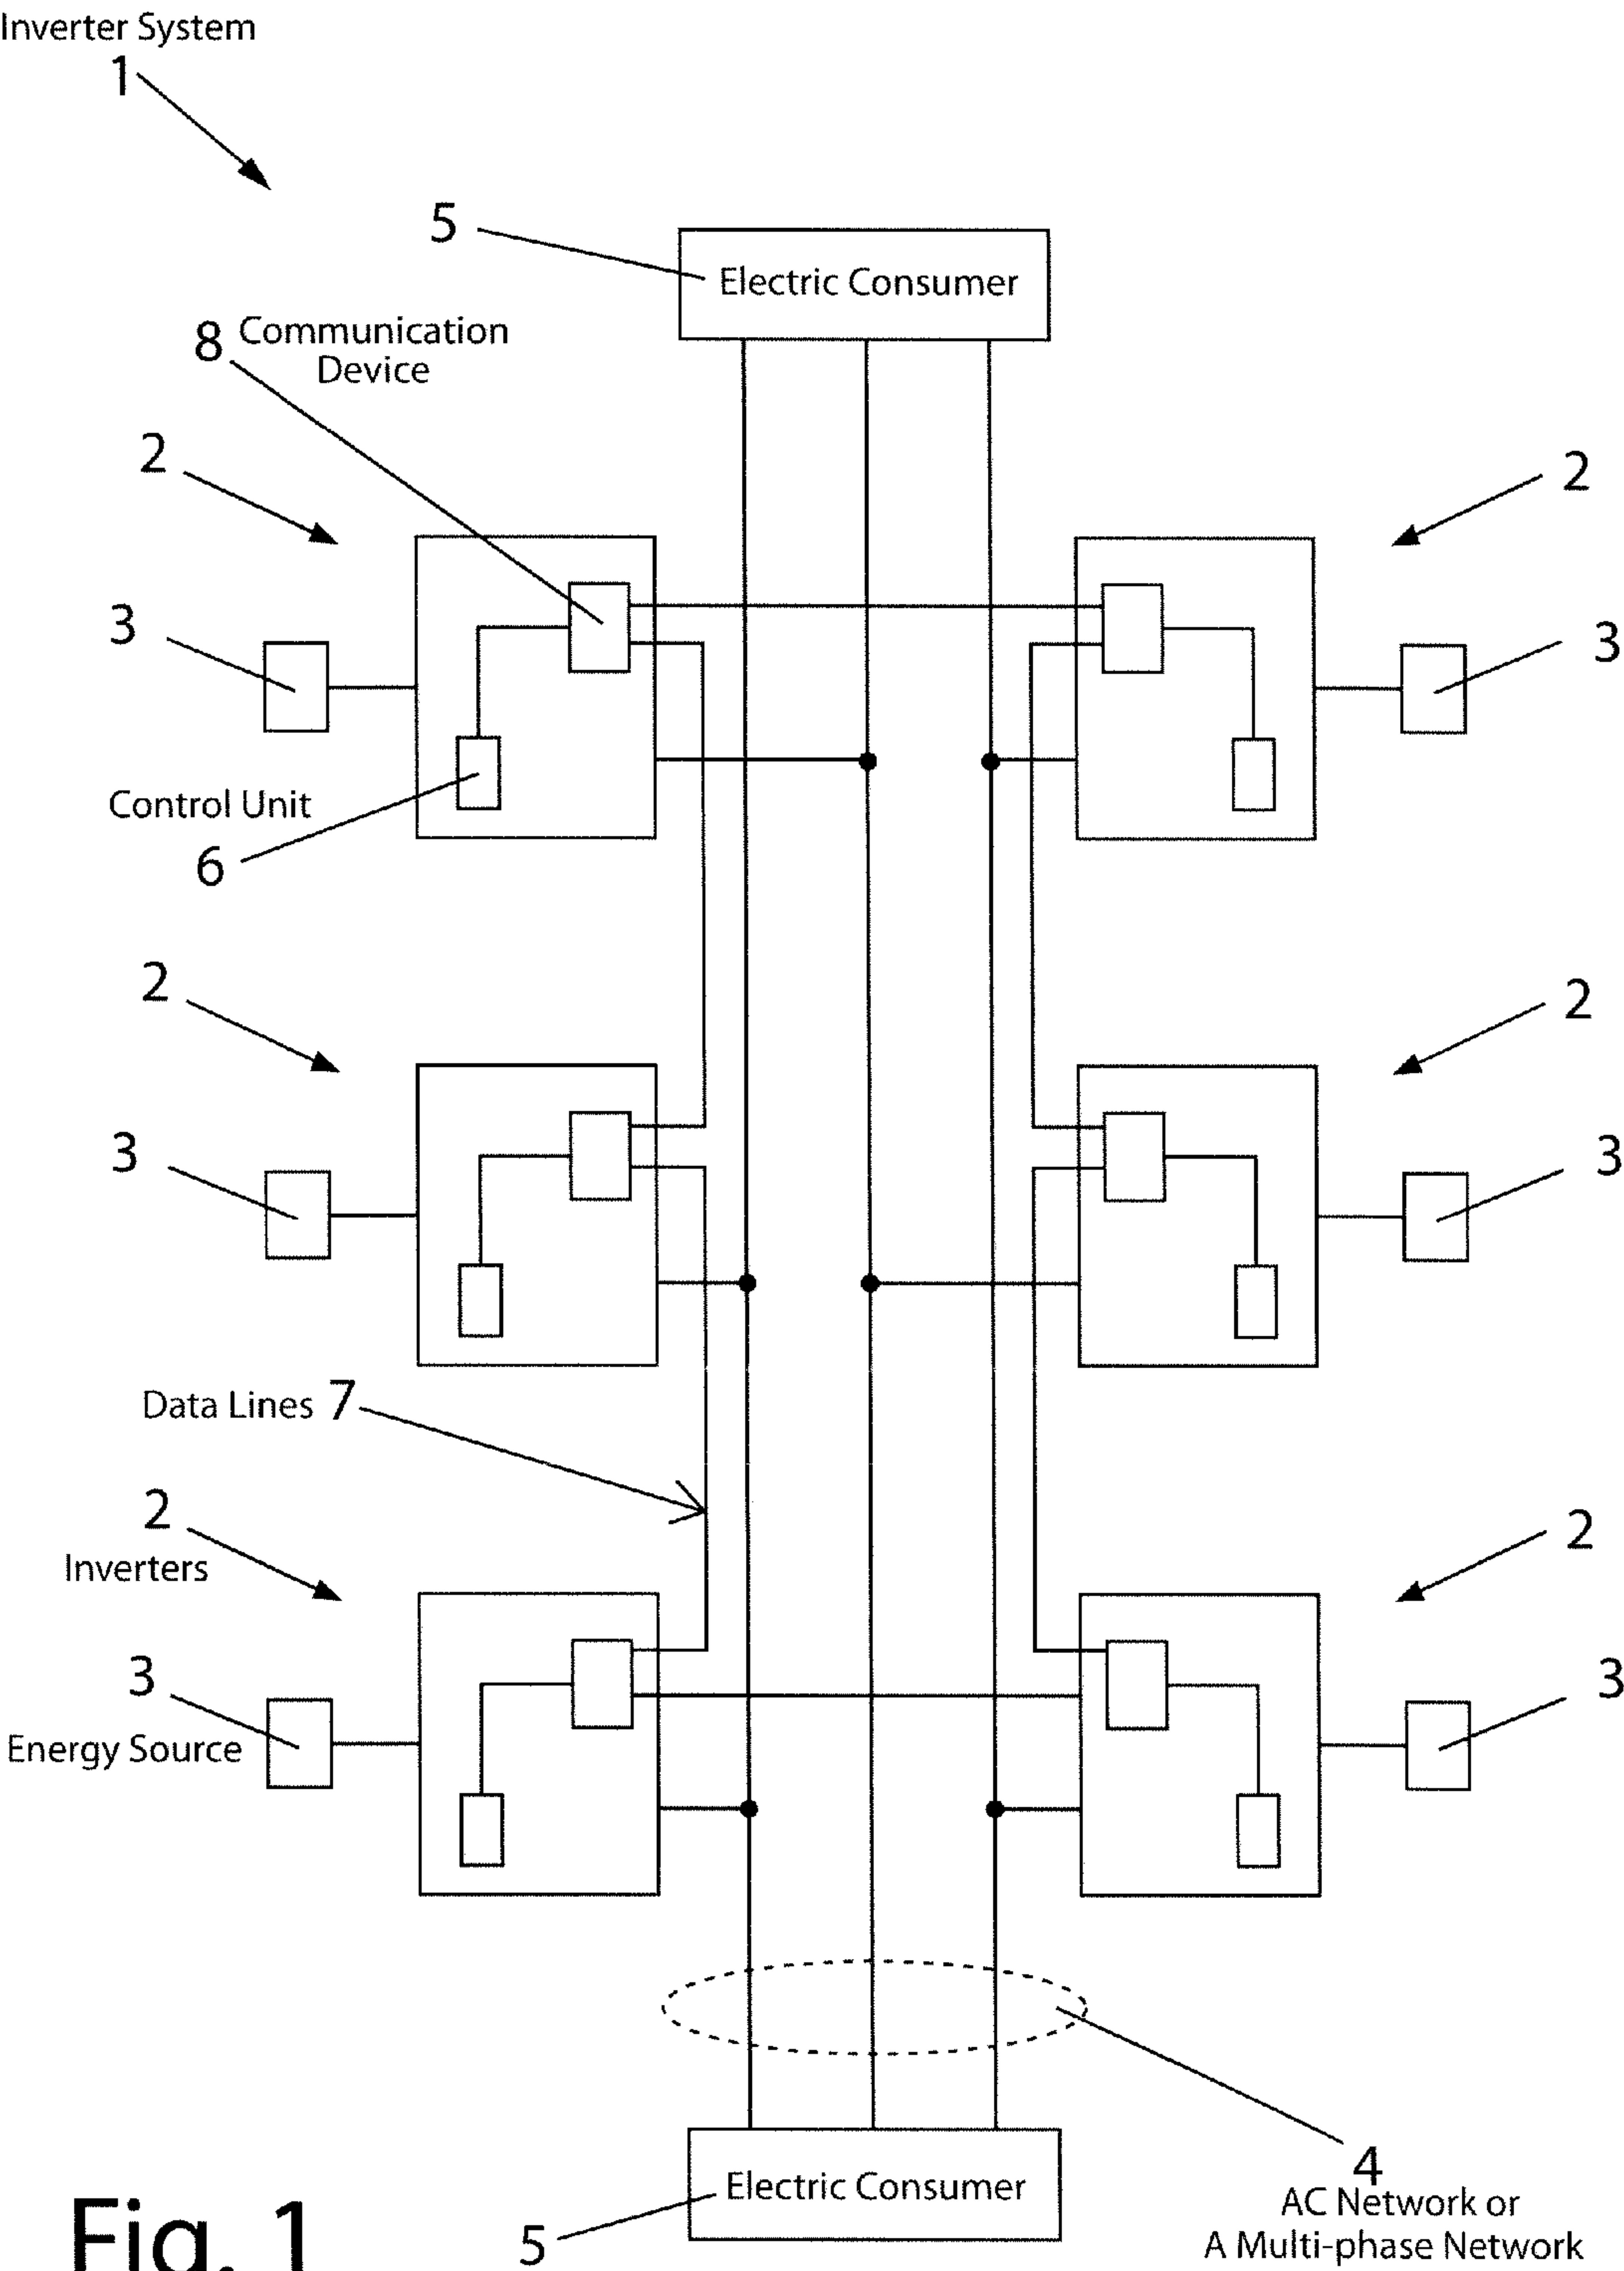 Inverter System
1
5
Electric Consumer
8 Communication
Device
2
2
3
3
Control Unit
6
2
2
3
3
Data Lines 7
2
Inverters
2
3
Energy Source
3
4
AC Network or
A Multi-phase Network
Electric Consumer
5
Fig. 1